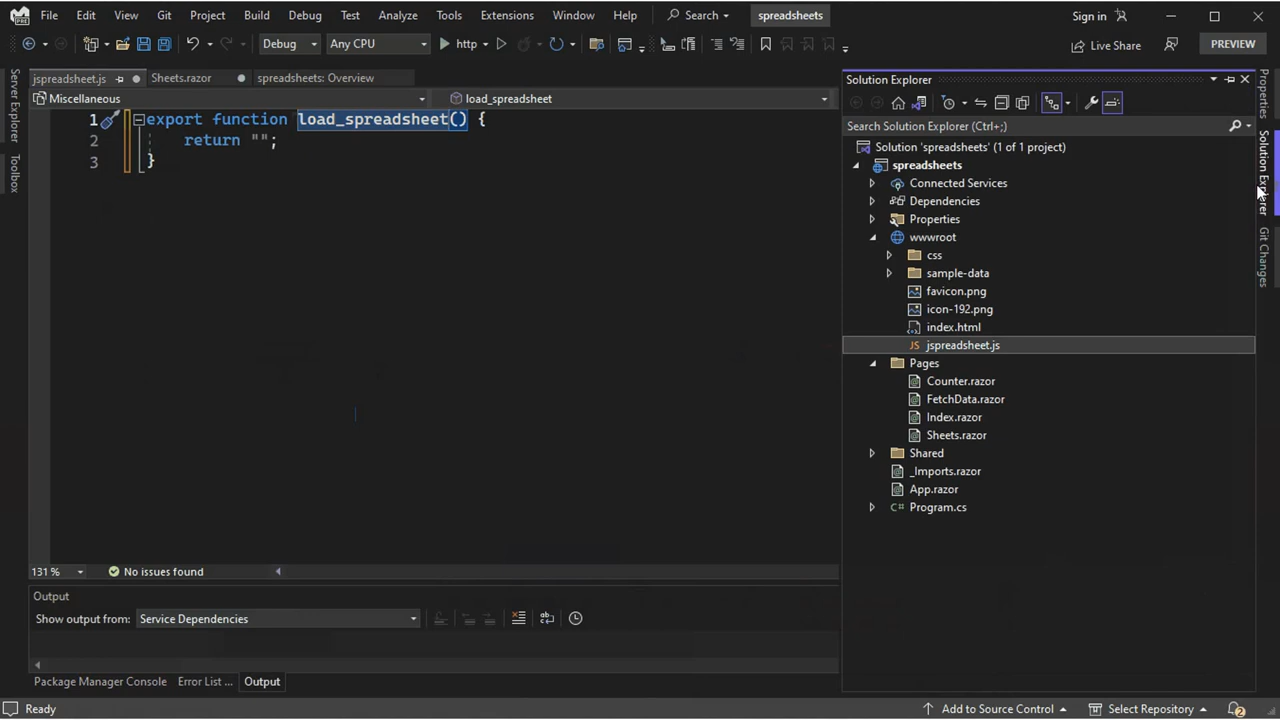 File Edit View Git Project Build Debug Test Analyze Tools Extensions Window Help Search spreadsheets Sign in
Debug Any CPU http Live Share PREVIEW
jspreadsheet.js Sheets.razor spreadsheets: Overview
Miscellaneous load_spreadsheet
1 export function load_spreadsheet() {
2 return "";
3 }
131 % No issues found
Output
Show output from: Service Dependencies
Package Manager Console Error List ... Output
Ready Add to Source Control Select Repository 2
Server Explorer
Toolbox
Solution Explorer
Search Solution Explorer (Ctrl+;)
Solution 'spreadsheets' (1 of 1 project)
spreadsheets
Connected Services
Dependencies
Properties
wwwroot
css
sample-data
favicon.png
icon-192.png
index.html
JS jspreadsheet.js
Pages
Counter.razor
FetchData.razor
Index.razor
Sheets.razor
Shared
_Imports.razor
App.razor
C# Program.cs
Properties
Solution Explorer
Git Changes